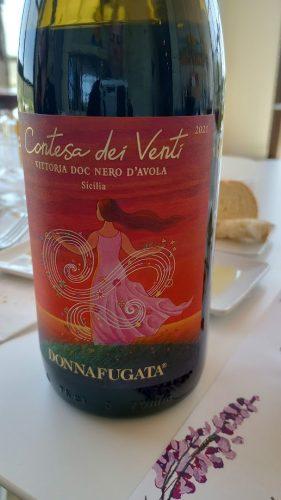 Contesa dei Venti
2021
VITTORIA DOC NERO D'AVOLA
Sicilia
DONNAFUGATA®